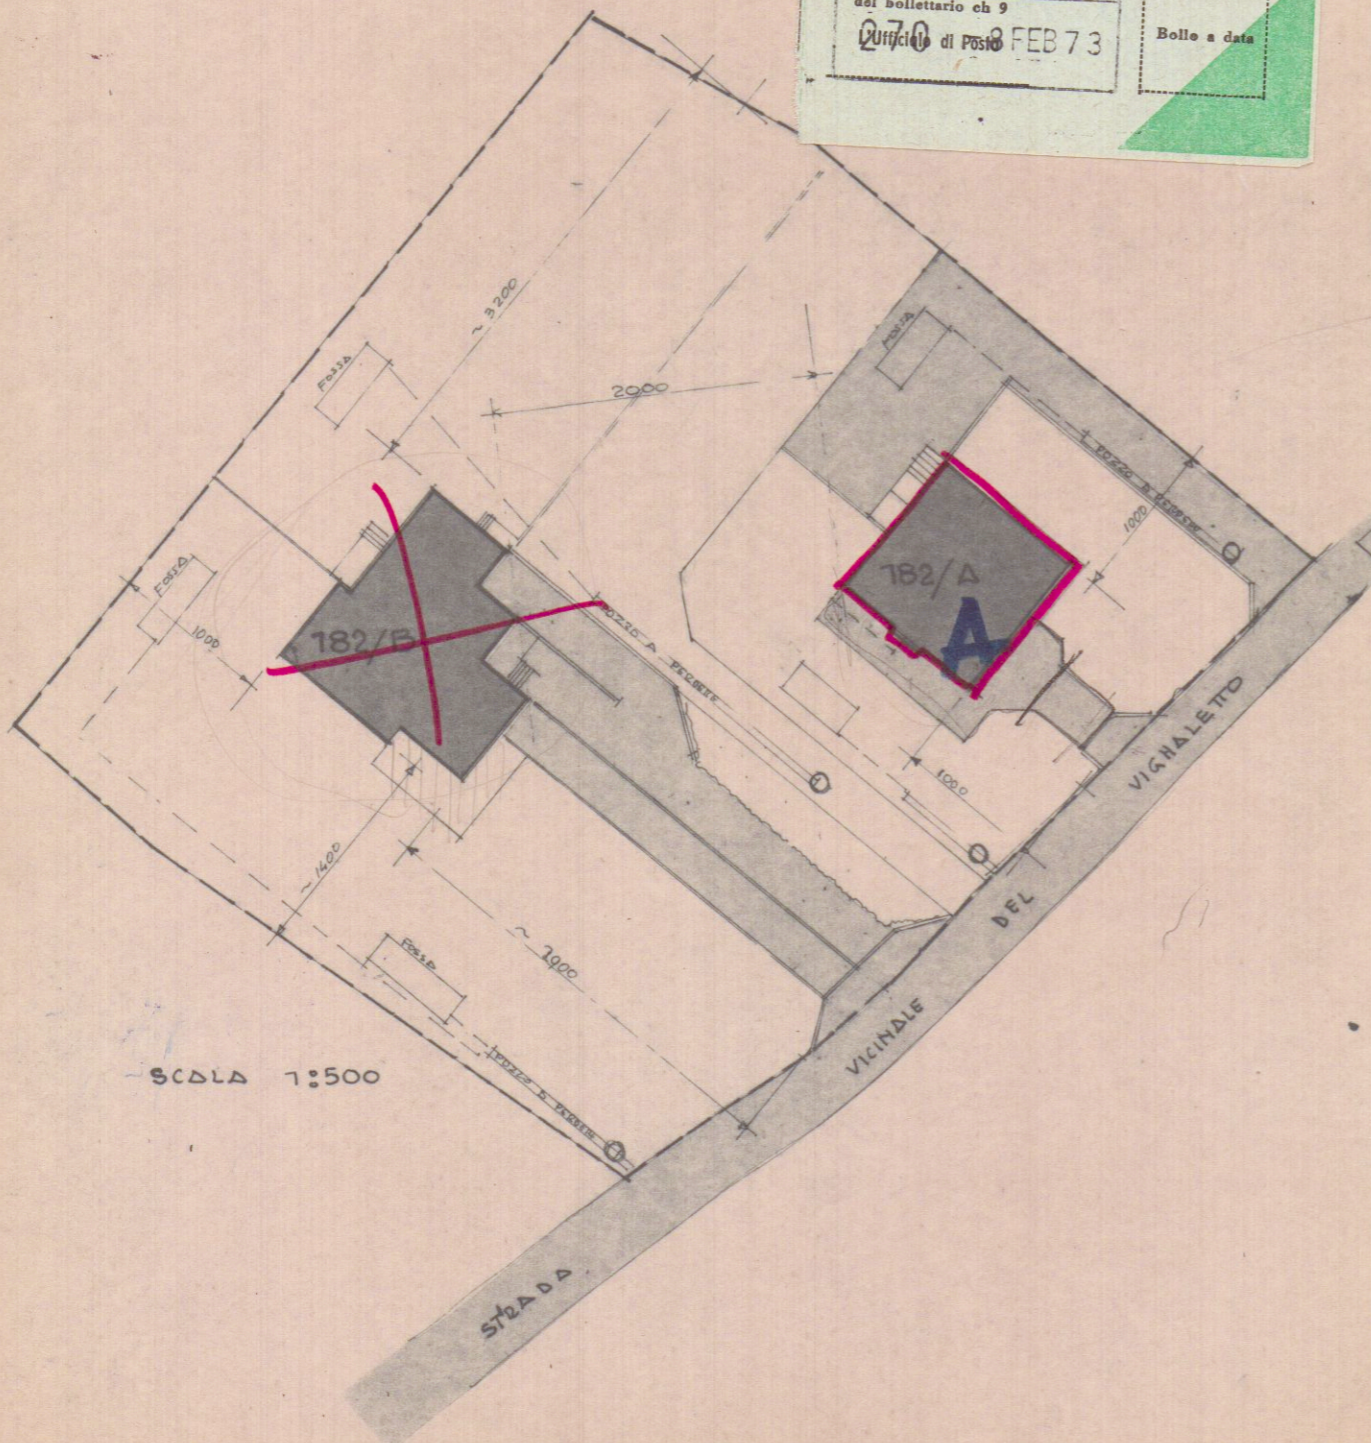 del bollettario ch 9
L'Ufficiale di Posta
270 -8 FEB 73
Bollo a data
~ 3200
FOSSA
2000
FOSSA
POZZO A PERDERE
1000
FOSSA
1000
182/B
182/A
A
POZZO A PERDERE
1000
~ 1400
FOSSA
~ 2900
POZZO A PERDERE
SCALA 1:500
STRADA VICINALE DEL VIGNALETTO